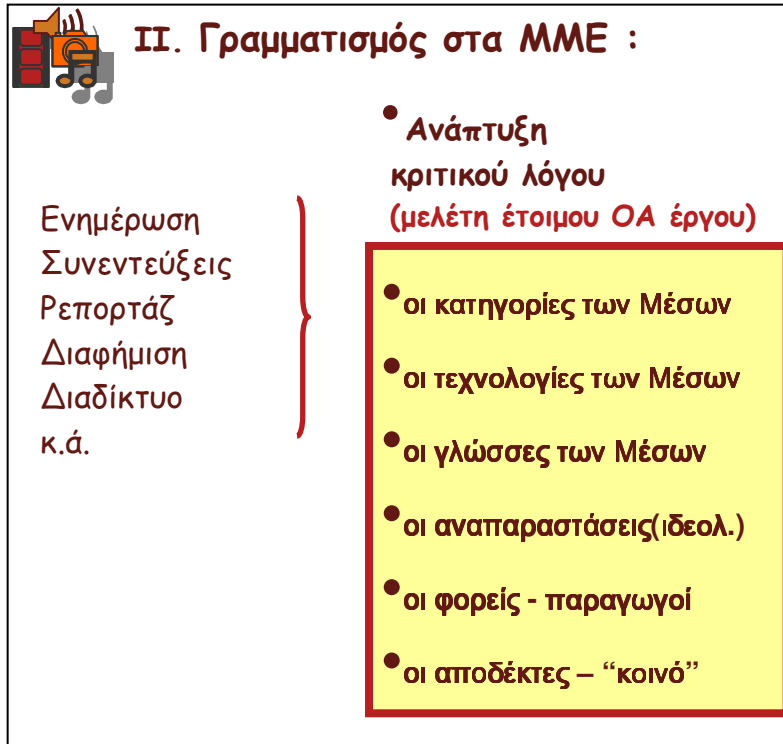 II. Γραμματισμός στα ΜΜΕ :
Ενημέρωση
Συνεντεύξεις
Ρεπορτάζ
Διαφήμιση
Διαδίκτυο
κ.ά.
• Ανάπτυξη
κριτικού λόγου
(μελέτη έτοιμου ΟΑ έργου)
• οι κατηγορίες των Μέσων
• οι τεχνολογίες των Μέσων
• οι γλώσσες των Μέσων
• οι αναπαραστάσεις(ιδεολ.)
• οι φορείς - παραγωγοί
• οι αποδέκτες – “κοινό”